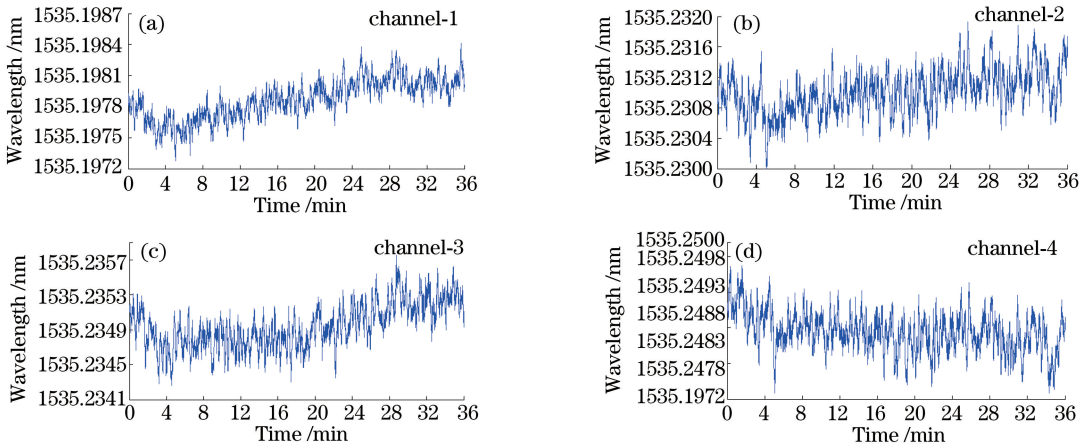 (a) channel-1
Wavelength /nm
1535.1987
1535.1984
1535.1981
1535.1978
1535.1975
1535.1972
0 4 8 12 16 20 24 28 32 36
Time /min
(b) channel-2
Wavelength /nm
1535.2320
1535.2316
1535.2312
1535.2308
1535.2304
1535.2300
0 4 8 12 16 20 24 28 32 36
Time /min
(c) channel-3
Wavelength /nm
1535.2357
1535.2353
1535.2349
1535.2345
1535.2341
0 4 8 12 16 20 24 28 32 36
Time /min
(d) channel-4
Wavelength /nm
1535.2500
1535.2498
1535.2493
1535.2488
1535.2483
1535.2478
1535.1972
0 4 8 12 16 20 24 28 32 36
Time /min